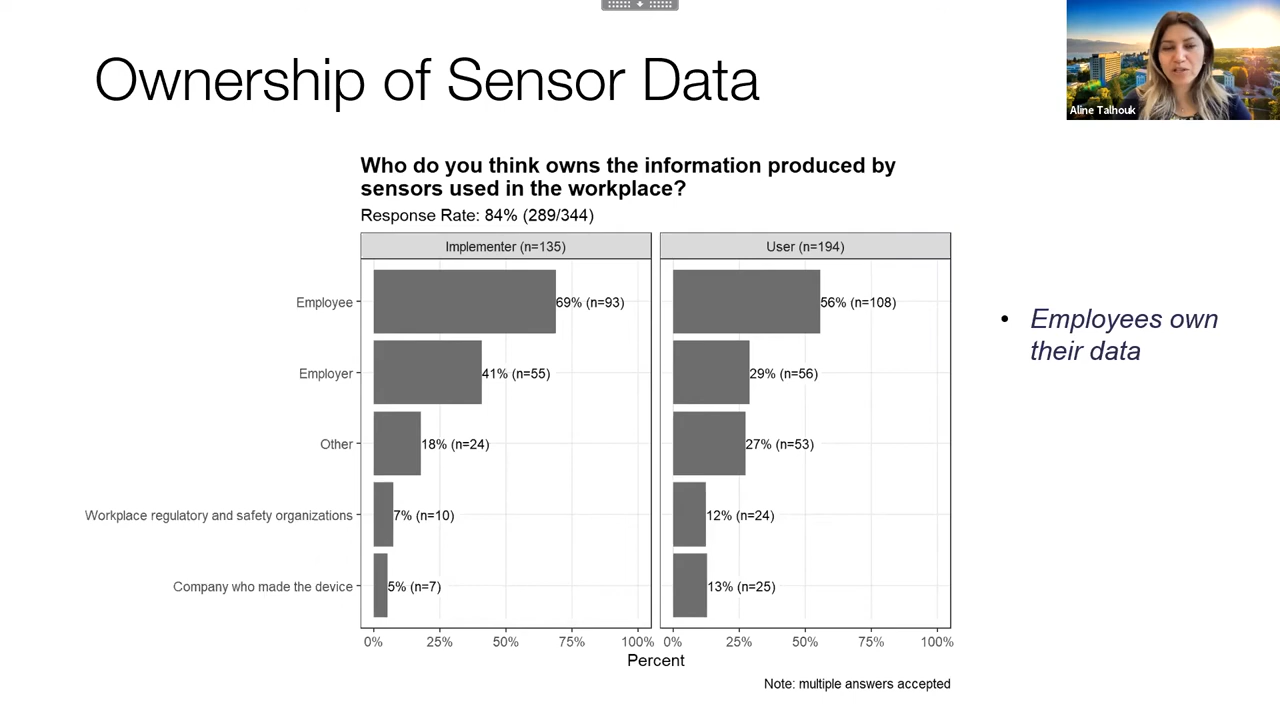 Ownership of Sensor Data
Aline Talhouk
Who do you think owns the information produced by
sensors used in the workplace?
Response Rate: 84% (289/344)
Implementer (n=135)
User (n=194)
Employee
69% (n=93)
56% (n=108)
Employer
41% (n=55)
29% (n=56)
Other
18% (n=24)
27% (n=53)
Workplace regulatory and safety organizations
7% (n=10)
12% (n=24)
Company who made the device
5% (n=7)
13% (n=25)
0% 25% 50% 75% 100%
0% 25% 50% 75% 100%
Percent
Note: multiple answers accepted
• Employees own
their data